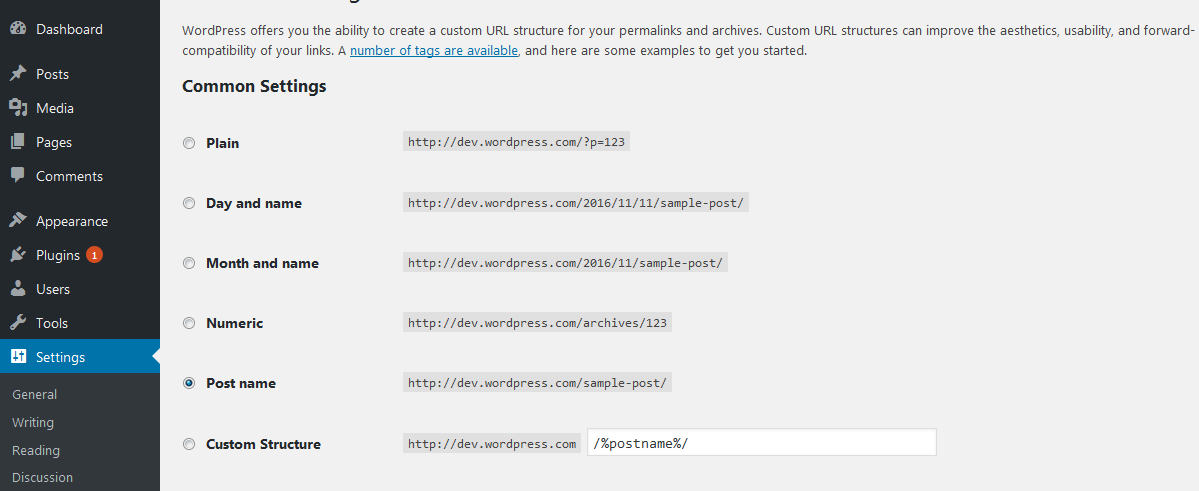 Dashboard
Posts
Media
Pages
Comments
Appearance
Plugins 1
Users
Tools
Settings
General
Writing
Reading
Discussion
WordPress offers you the ability to create a custom URL structure for your permalinks and archives. Custom URL structures can improve the aesthetics, usability, and forward-
compatibility of your links. A number of tags are available, and here are some examples to get you started.
Common Settings
Plain http://dev.wordpress.com/?p=123
Day and name http://dev.wordpress.com/2016/11/11/sample-post/
Month and name http://dev.wordpress.com/2016/11/sample-post/
Numeric http://dev.wordpress.com/archives/123
Post name http://dev.wordpress.com/sample-post/
Custom Structure http://dev.wordpress.com /%postname%/